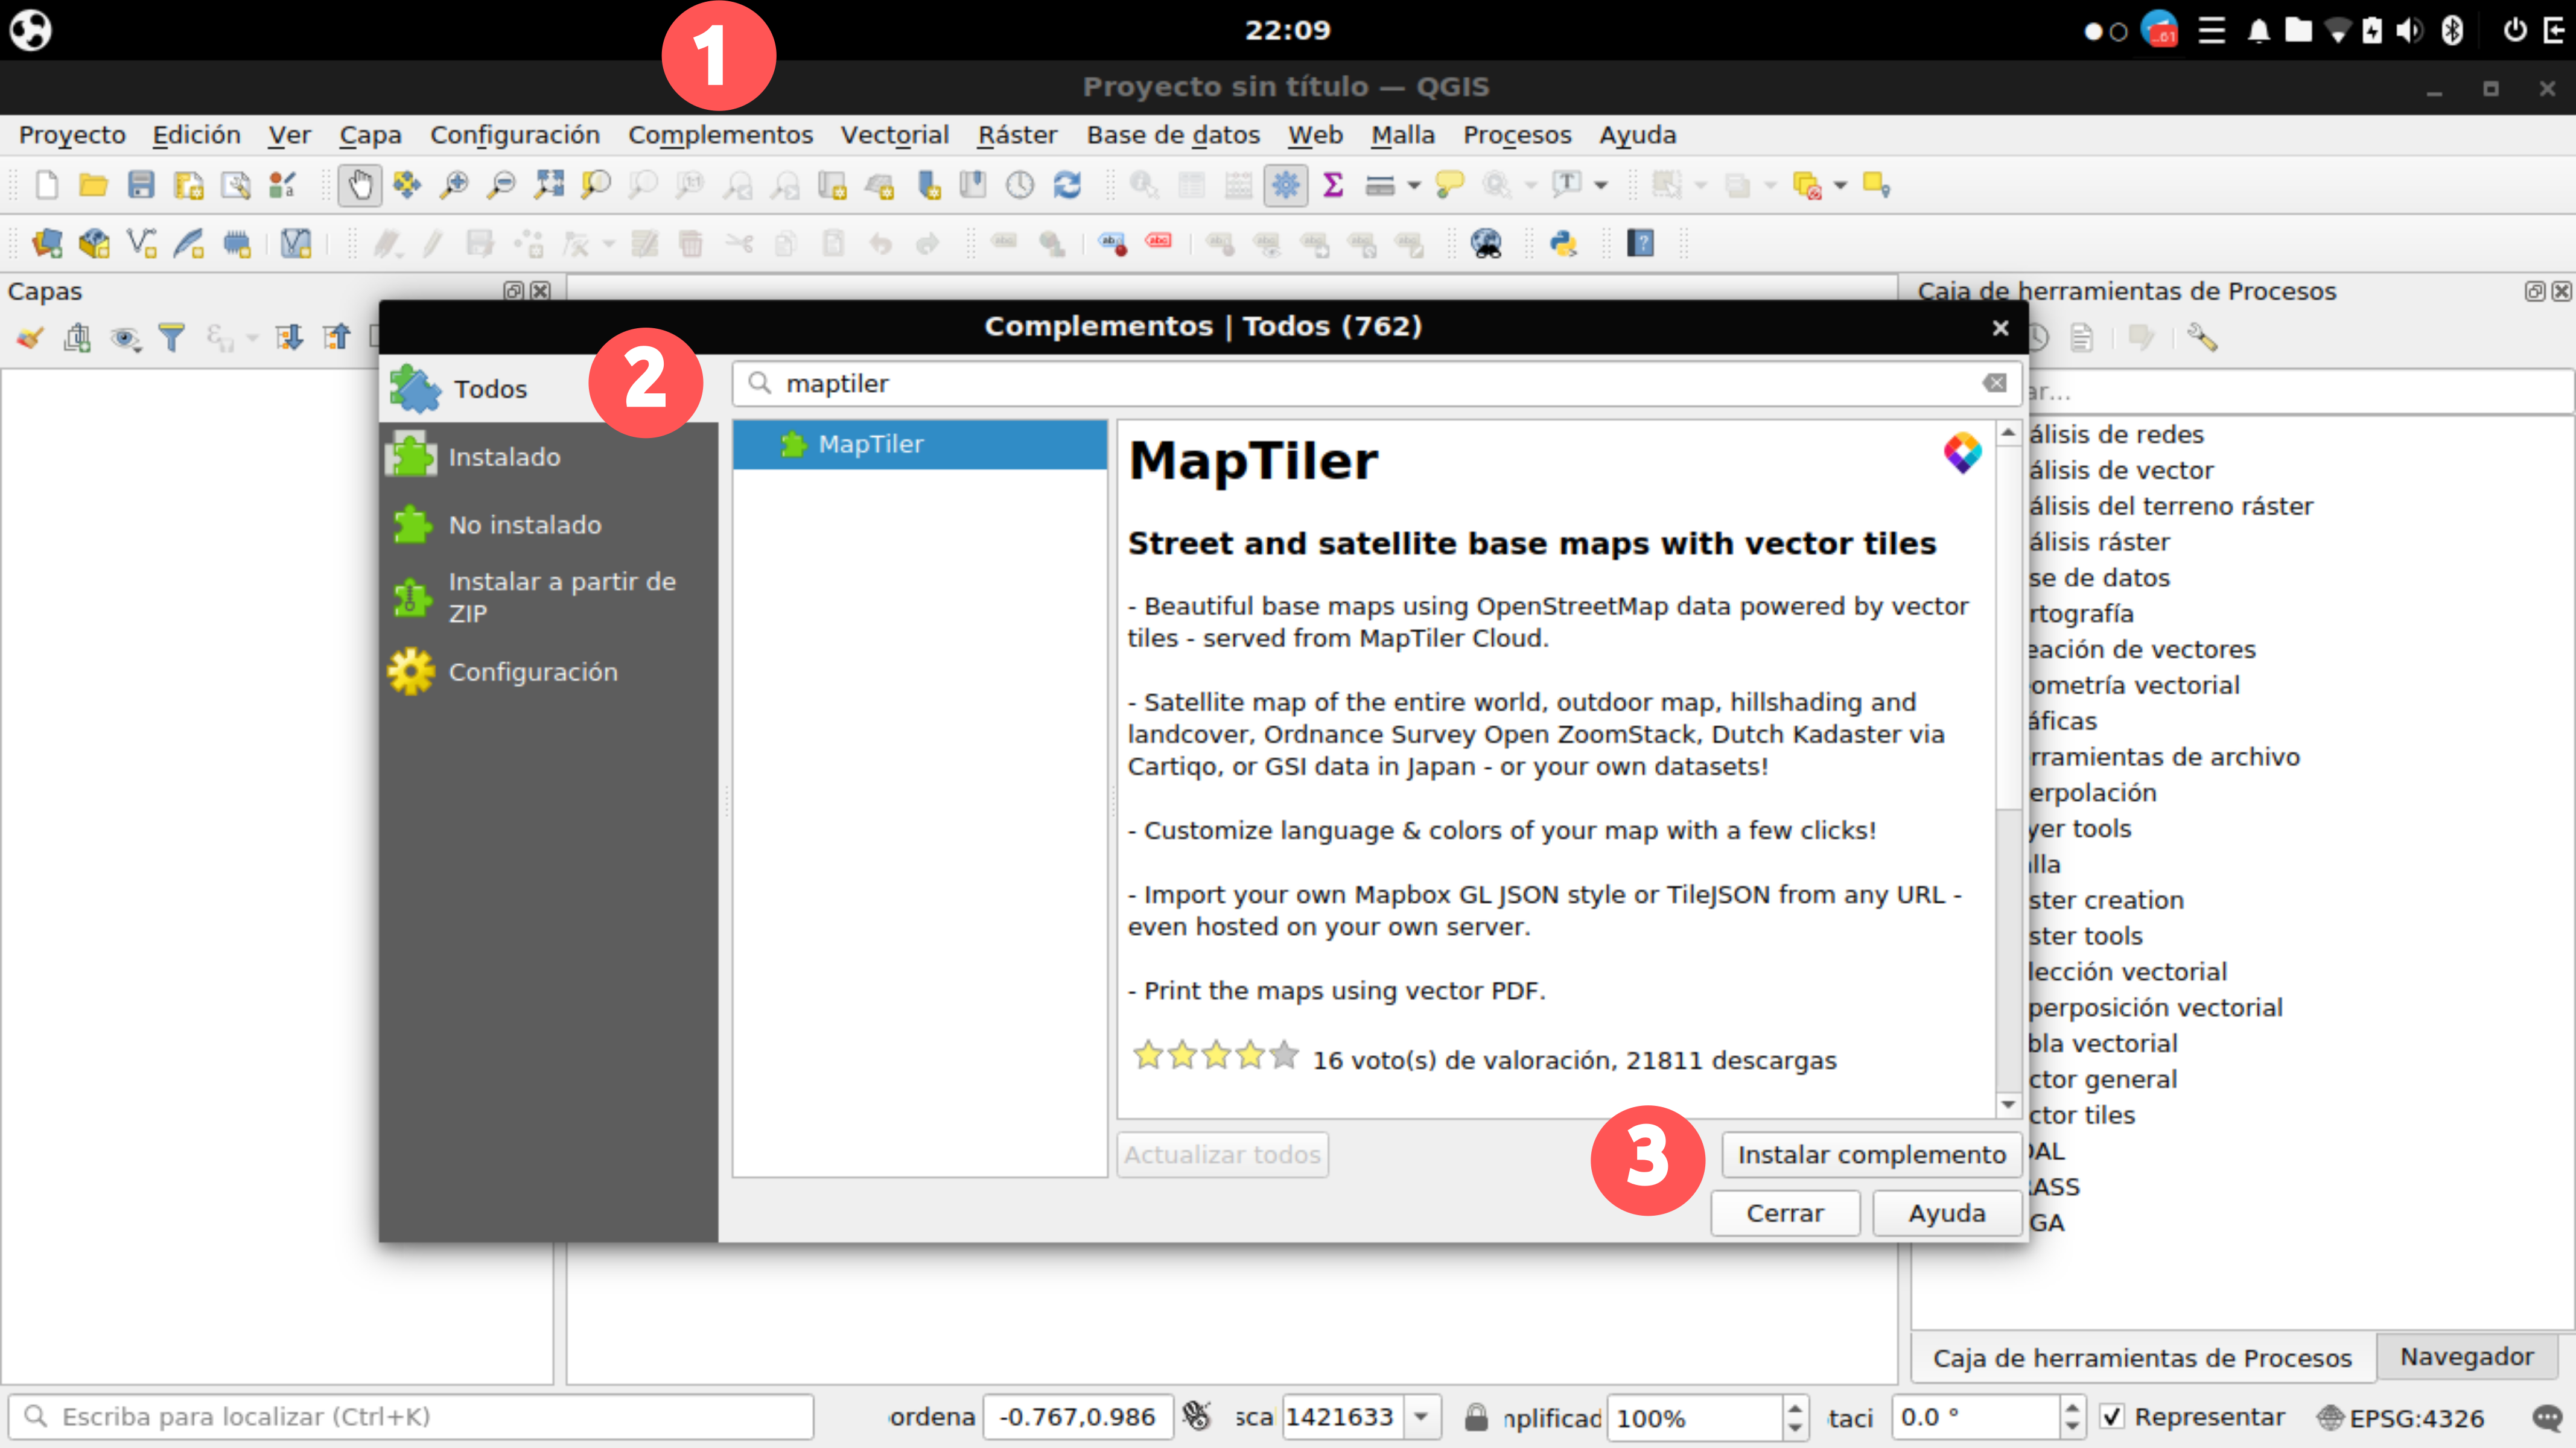 1
22:09
61
Proyecto sin título — QGIS
Proyecto Edición Ver Capa Configuración Complementos Vectorial Ráster Base de datos Web Malla Procesos Ayuda
Capas
Caja de herramientas de Procesos
Complementos | Todos (762)
2
Todos
maptiler
ar...
Instalado
No instalado
Instalar a partir de
ZIP
Configuración
MapTiler
MapTiler
Street and satellite base maps with vector tiles
- Beautiful base maps using OpenStreetMap data powered by vector
tiles - served from MapTiler Cloud.
- Satellite map of the entire world, outdoor map, hillshading and
landcover, Ordnance Survey Open ZoomStack, Dutch Kadaster via
Cartiqo, or GSI data in Japan - or your own datasets!
- Customize language & colors of your map with a few clicks!
- Import your own Mapbox GL JSON style or TileJSON from any URL -
even hosted on your own server.
- Print the maps using vector PDF.
16 voto(s) de valoración, 21811 descargas
3
Actualizar todos
Instalar complemento
Cerrar
Ayuda
álisis de redes
álisis de vector
álisis del terreno ráster
álisis ráster
se de datos
rtografía
eación de vectores
ometría vectorial
áficas
rramientas de archivo
erpolación
yer tools
lla
ster creation
ster tools
lección vectorial
perposición vectorial
bla vectorial
ctor general
ctor tiles
DAL
RASS
GA
Caja de herramientas de Procesos
Navegador
Escriba para localizar (Ctrl+K)
ordena
-0.767,0.986
sca
1421633
nplificad
100%
taci
0.0 °
Representar
EPSG:4326